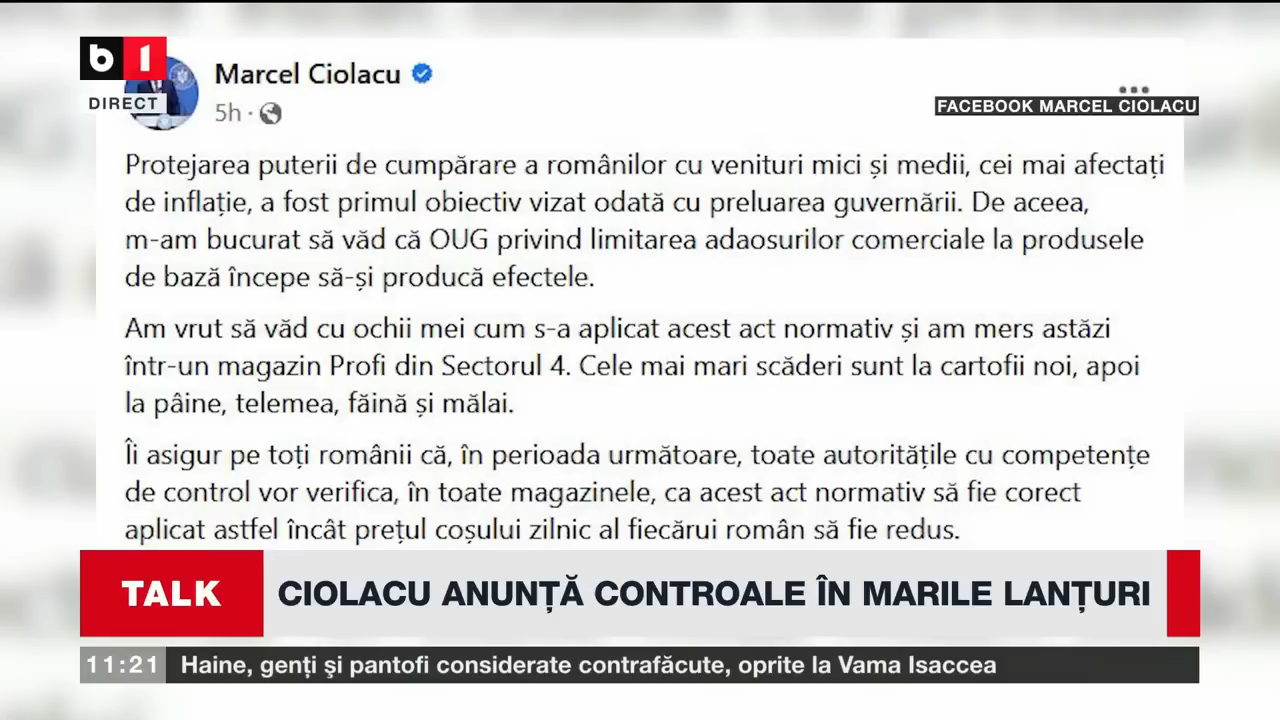 b1
DIRECT
Marcel Ciolacu
5h ·
FACEBOOK MARCEL CIOLACU
Protejarea puterii de cumpărare a românilor cu venituri mici și medii, cei mai afectați
de inflație, a fost primul obiectiv vizat odată cu preluarea guvernării. De aceea,
m-am bucurat să văd că OUG privind limitarea adaosurilor comerciale la produsele
de bază începe să-și producă efectele.
Am vrut să văd cu ochii mei cum s-a aplicat acest act normativ și am mers astăzi
într-un magazin Profi din Sectorul 4. Cele mai mari scăderi sunt la cartofii noi, apoi
la pâine, telemea, făină și mălai.
Îi asigur pe toți românii că, în perioada următoare, toate autoritățile cu competențe
de control vor verifica, în toate magazinele, ca acest act normativ să fie corect
aplicat astfel încât prețul coșului zilnic al fiecărui român să fie redus.
TALK
CIOLACU ANUNȚĂ CONTROALE ÎN MARILE LANȚURI
11:21
Haine, genți şi pantofi considerate contrafăcute, oprite la Vama Isaccea